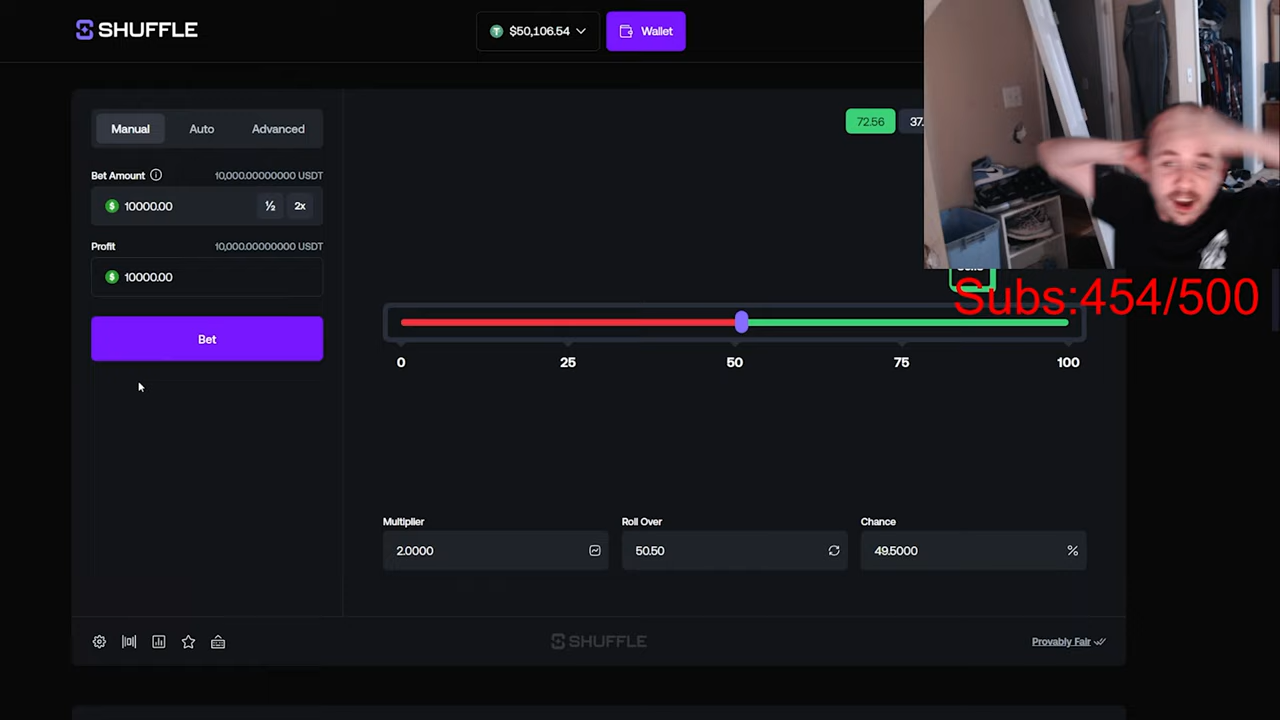 SHUFFLE
$50,106.54
Wallet
Manual
Auto
Advanced
72.56
37.
Bet Amount
10,000.00000000 USDT
10000.00
½
2x
Profit
10,000.00000000 USDT
10000.00
Bet
Subs:454/500
0
25
50
75
100
Multiplier
Roll Over
Chance
2.0000
50.50
49.5000
%
SHUFFLE
Provably Fair